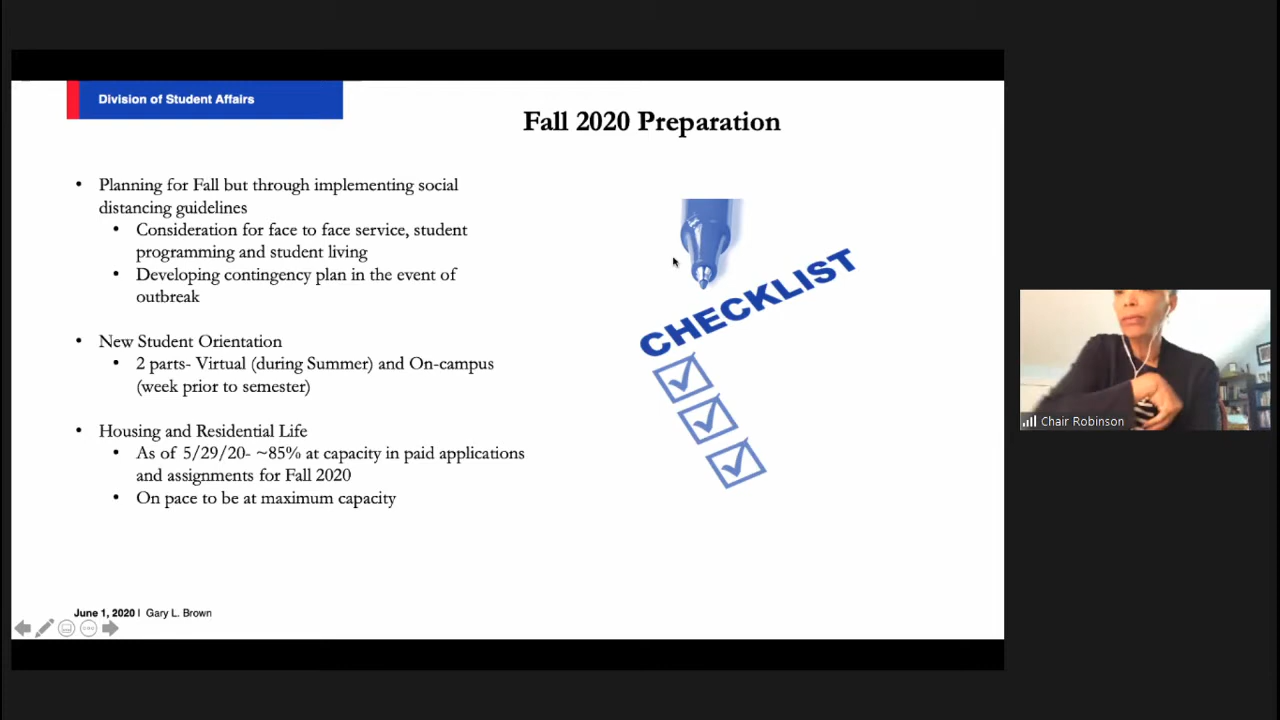 Division of Student Affairs
Fall 2020 Preparation
• Planning for Fall but through implementing social
distancing guidelines
• Consideration for face to face service, student
programming and student living
• Developing contingency plan in the event of
outbreak
• New Student Orientation
• 2 parts- Virtual (during Summer) and On-campus
(week prior to semester)
• Housing and Residential Life
• As of 5/29/20- ~85% at capacity in paid applications
and assignments for Fall 2020
• On pace to be at maximum capacity
CHECKLIST
June 1, 2020 | Gary L. Brown
Chair Robinson